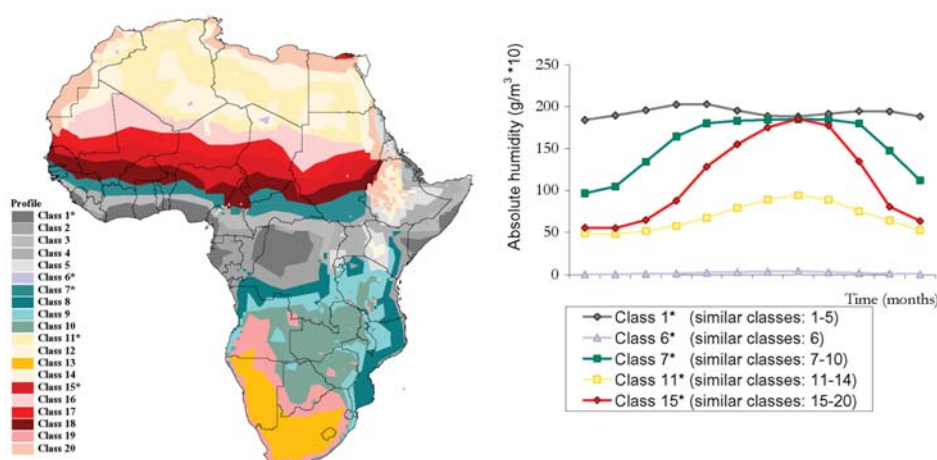 Profile
Class 1*
Class 2
Class 3
Class 4
Class 5
Class 6*
Class 7*
Class 8
Class 9
Class 10
Class 11*
Class 12
Class 13
Class 14
Class 15*
Class 16
Class 17
Class 18
Class 19
Class 20
Absolute humidity (g/m³ *10)
250
200
150
100
50
0
Time (months)
Class 1* (similar classes: 1-5)
Class 6* (similar classes: 6)
Class 7* (similar classes: 7-10)
Class 11* (similar classes: 11-14)
Class 15* (similar classes: 15-20)